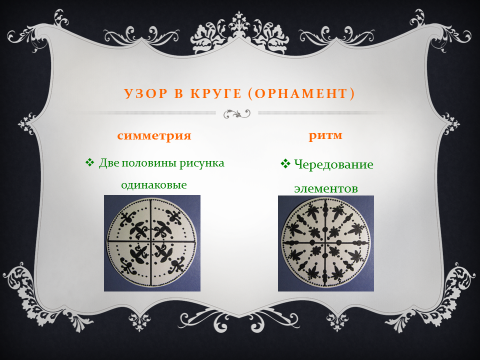 УЗОР В КРУГЕ (ОРНАМЕНТ)
симметрия
Две половины рисунка
одинаковые
ритм
Чередование
элементов